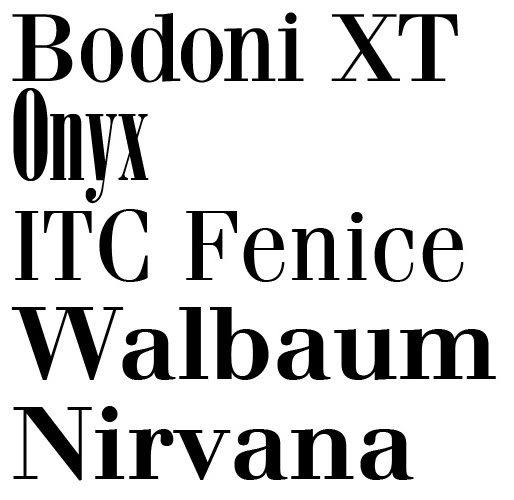 Bodoni XT
Onyx
ITC Fenice
Walbaum
Nirvana